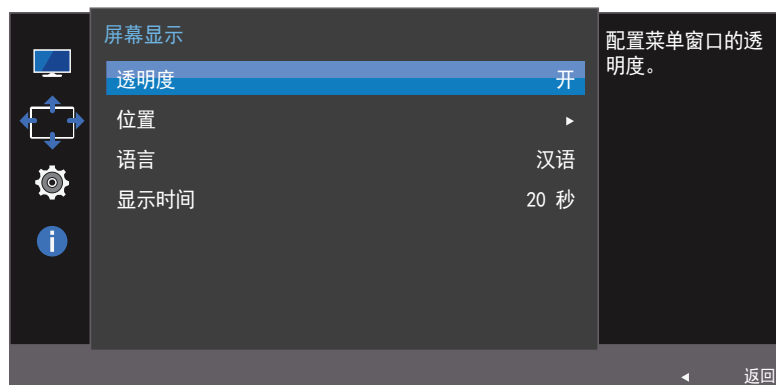 屏幕显示
透明度 开
位置 ▸
语言 汉语
显示时间 20 秒
配置菜单窗口的透
明度。
◂ 返回